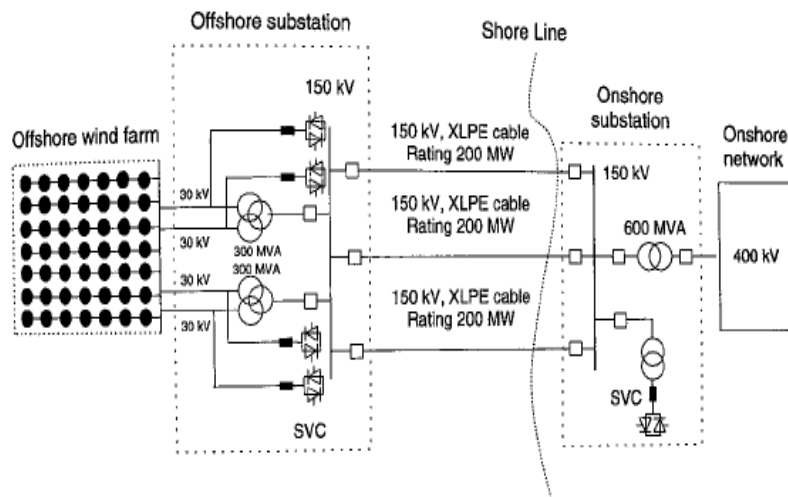 Offshore substation
Shore Line
150 kV
Onshore
substation
Offshore wind farm
150 kV, XLPE cable
Rating 200 MW
Onshore
network
30 kV
150 kV
150 kV, XLPE cable
Rating 200 MW
600 MVA
30 kV
300 MVA
300 MVA
400 kV
30 kV
150 kV, XLPE cable
Rating 200 MW
30 kV
SVC
SVC